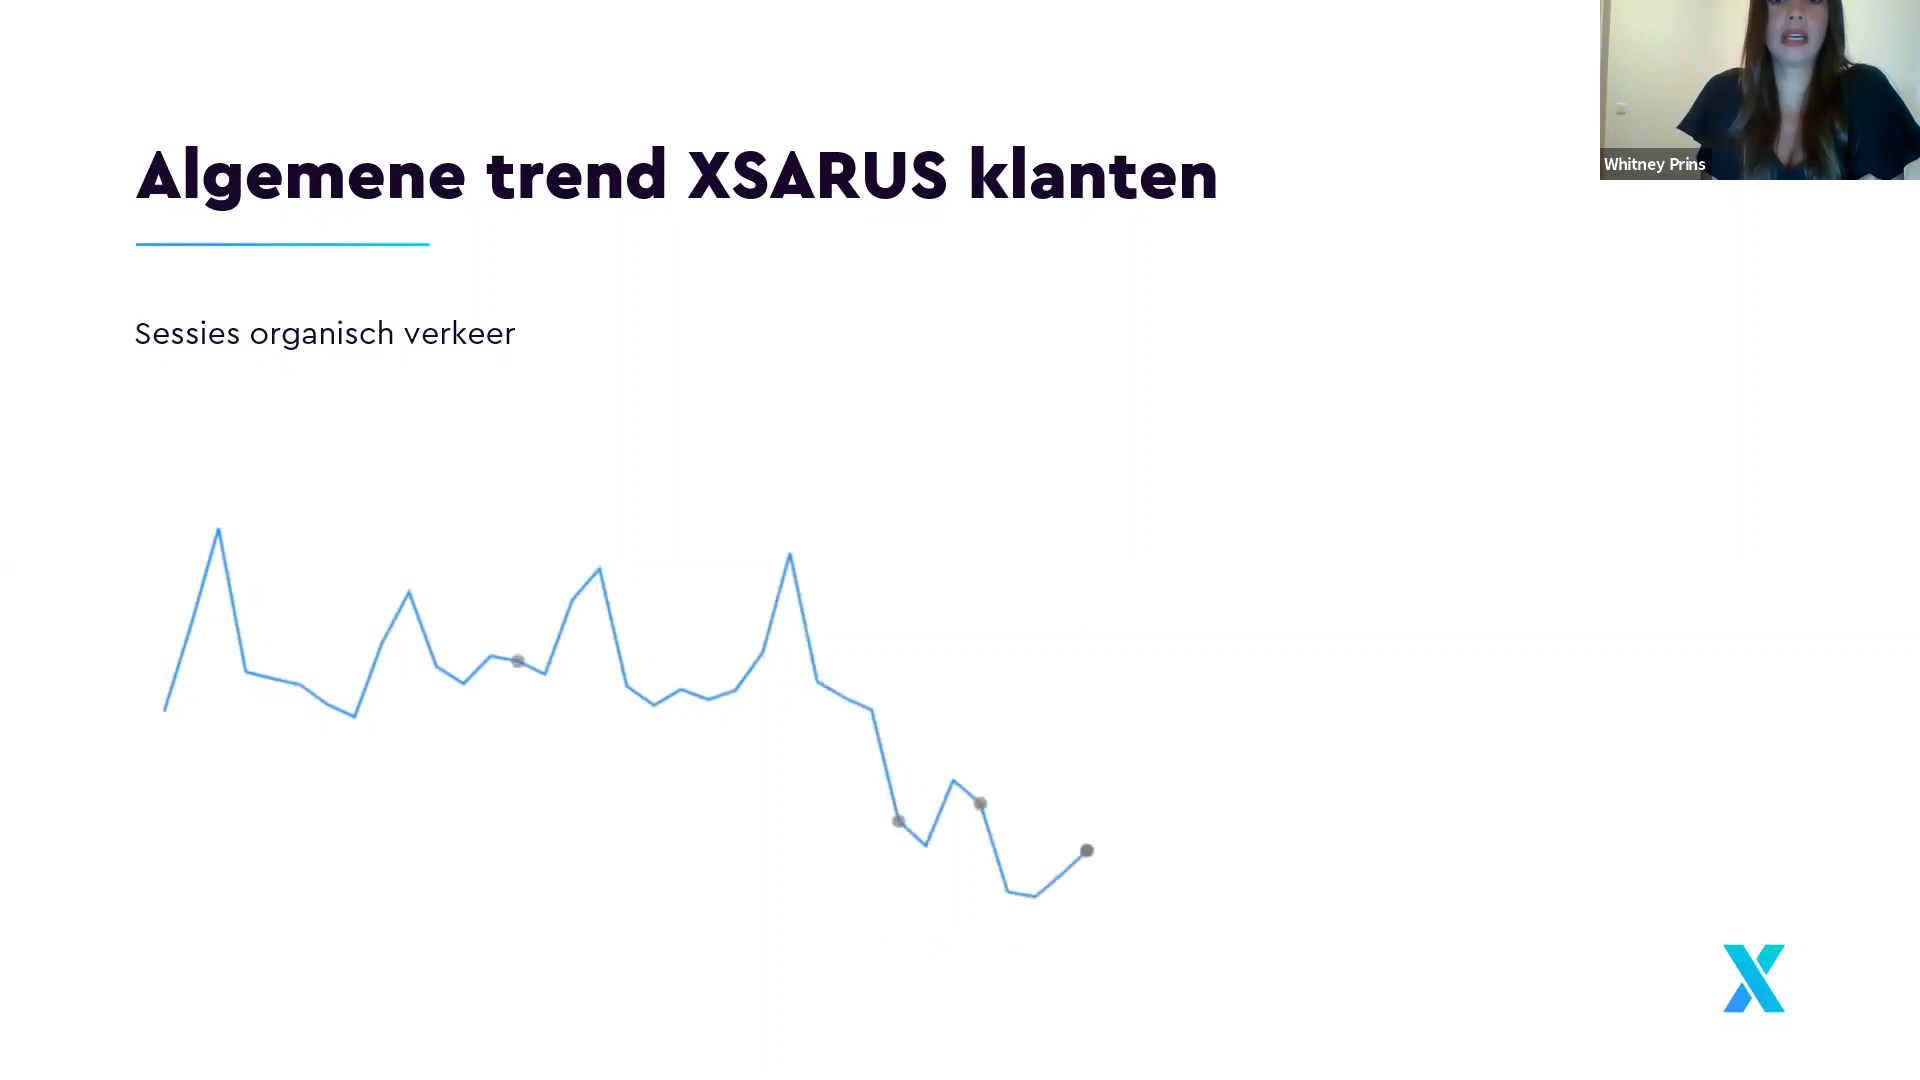 Algemene trend XSARUS klanten
Whitney Prins
Sessies organisch verkeer